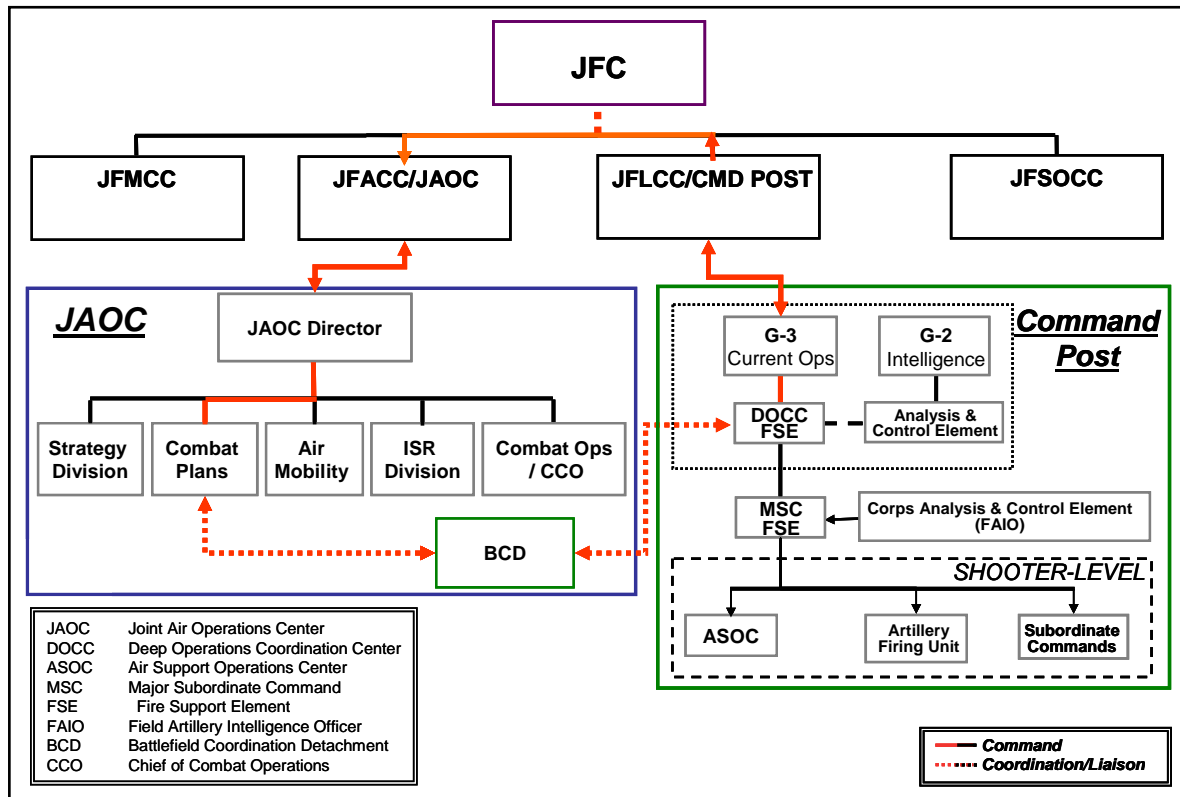 JFC
JFMCC
JFACC/JAOC
JFLCC/CMD POST
JFSOCC
JAOC
JAOC Director
Strategy
Division
Combat
Plans
Air
Mobility
ISR
Division
Combat Ops
/ CCO
BCD
Command
Post
G-3
Current Ops
G-2
Intelligence
DOCC
FSE
Analysis &
Control Element
MSC
FSE
Corps Analysis & Control Element
(FAIO)
SHOOTER-LEVEL
ASOC
Artillery
Firing Unit
Subordinate
Commands
JAOC Joint Air Operations Center
DOCC Deep Operations Coordination Center
ASOC Air Support Operations Center
MSC Major Subordinate Command
FSE Fire Support Element
FAIO Field Artillery Intelligence Officer
BCD Battlefield Coordination Detachment
CCO Chief of Combat Operations
Command
Coordination/Liaison